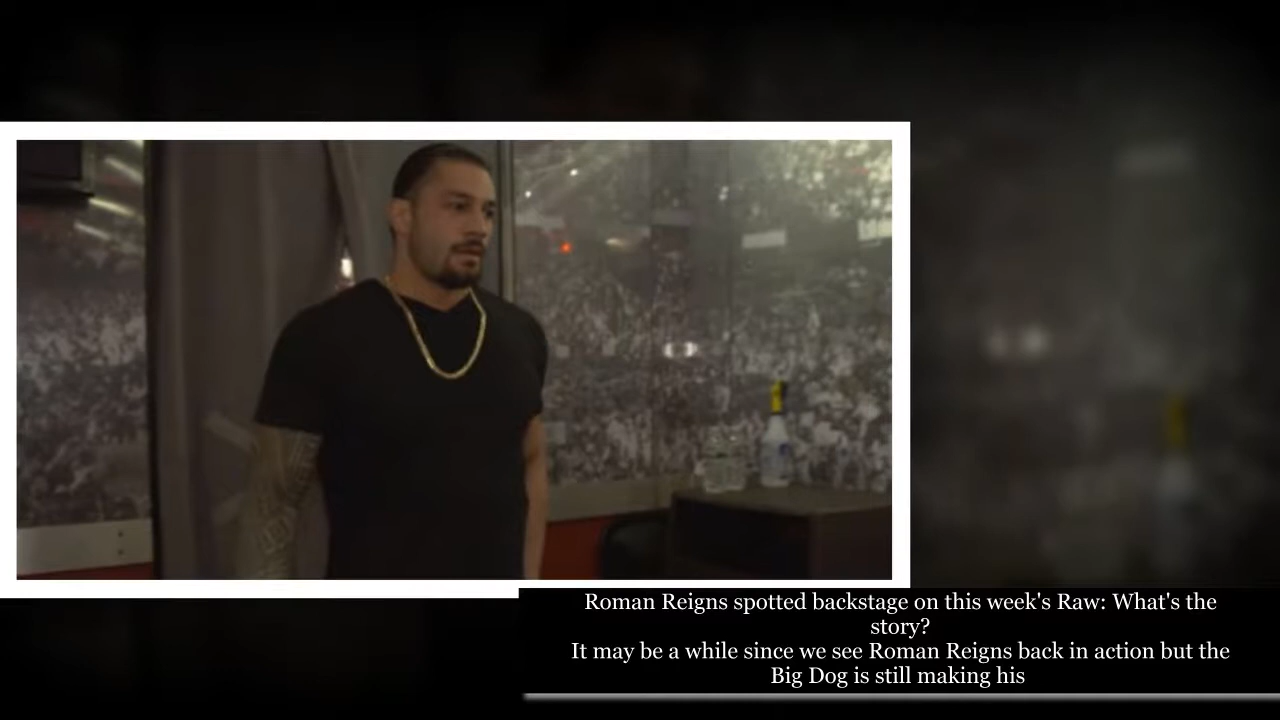 Roman Reigns spotted backstage on this week's Raw: What's the
story?
It may be a while since we see Roman Reigns back in action but the
Big Dog is still making his